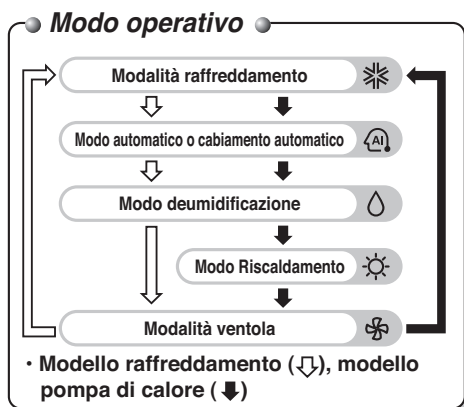 Modo operativo
Modalità raffreddamento
Modo automatico o cabiamento automatico
AI
Modo deumidificazione
Modo Riscaldamento
Modalità ventola
· Modello raffreddamento (⇩), modello
pompa di calore (⬇)